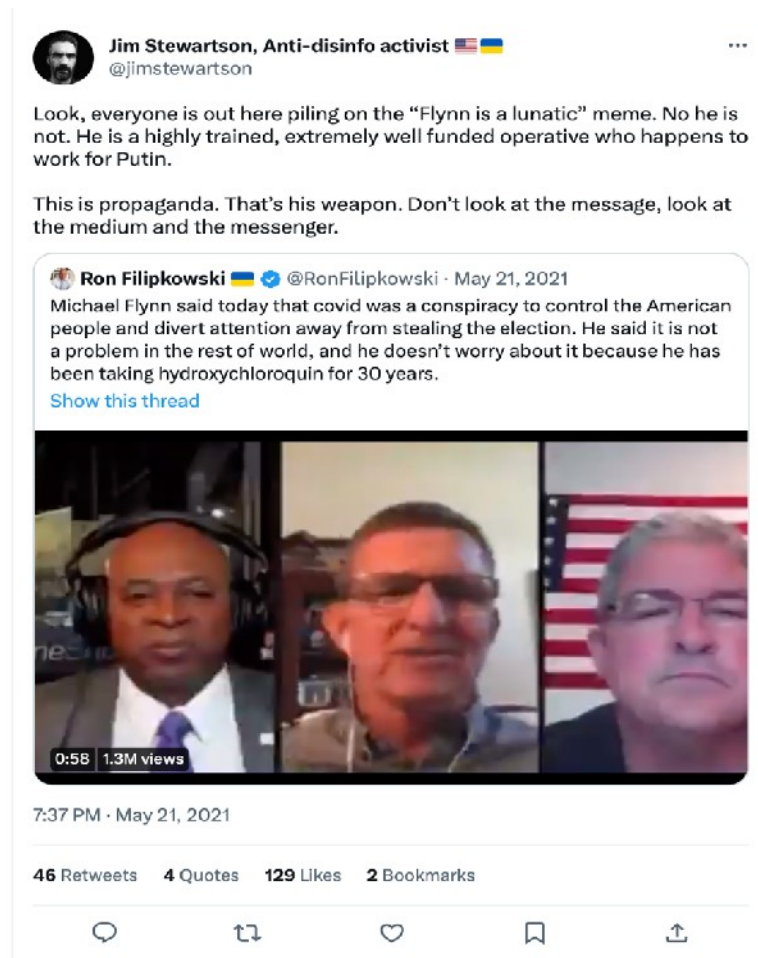 Jim Stewartson, Anti-disinfo activist 🇺🇸🇺🇦
@jimstewartson
Look, everyone is out here piling on the “Flynn is a lunatic” meme. No he is
not. He is a highly trained, extremely well funded operative who happens to
work for Putin.
This is propaganda. That’s his weapon. Don’t look at the message, look at
the medium and the messenger.
Ron Filipkowski 🇺🇦 @RonFilipkowski · May 21, 2021
Michael Flynn said today that covid was a conspiracy to control the American
people and divert attention away from stealing the election. He said it is not
a problem in the rest of world, and he doesn’t worry about it because he has
been taking hydroxychloroquin for 30 years.
Show this thread
0:58 1.3M views
7:37 PM · May 21, 2021
46 Retweets 4 Quotes 129 Likes 2 Bookmarks